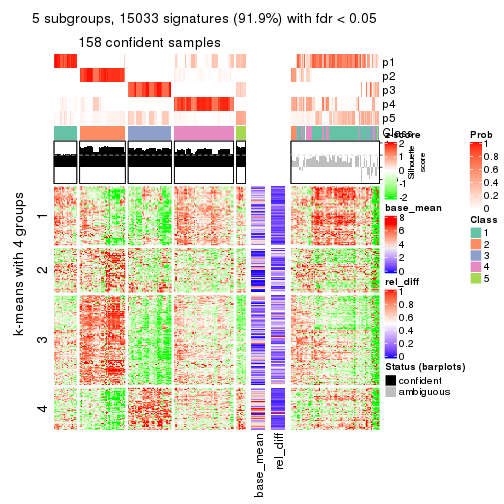 5 subgroups, 15033 signatures (91.9%) with fdr < 0.05
158 confident samples
p1
p2
p3
p4
p5
Class
z-score
2
1
0
-1
-2
Silhouette
score
base_mean
8
6
4
2
0
rel_diff
1
0.8
0.6
0.4
0.2
0
Status (barplots)
confident
ambiguous
Prob
1
0.8
0.6
0.4
0.2
0
Class
1
2
3
4
5
k-means with 4 groups
1
2
3
4
base_mean
rel_diff